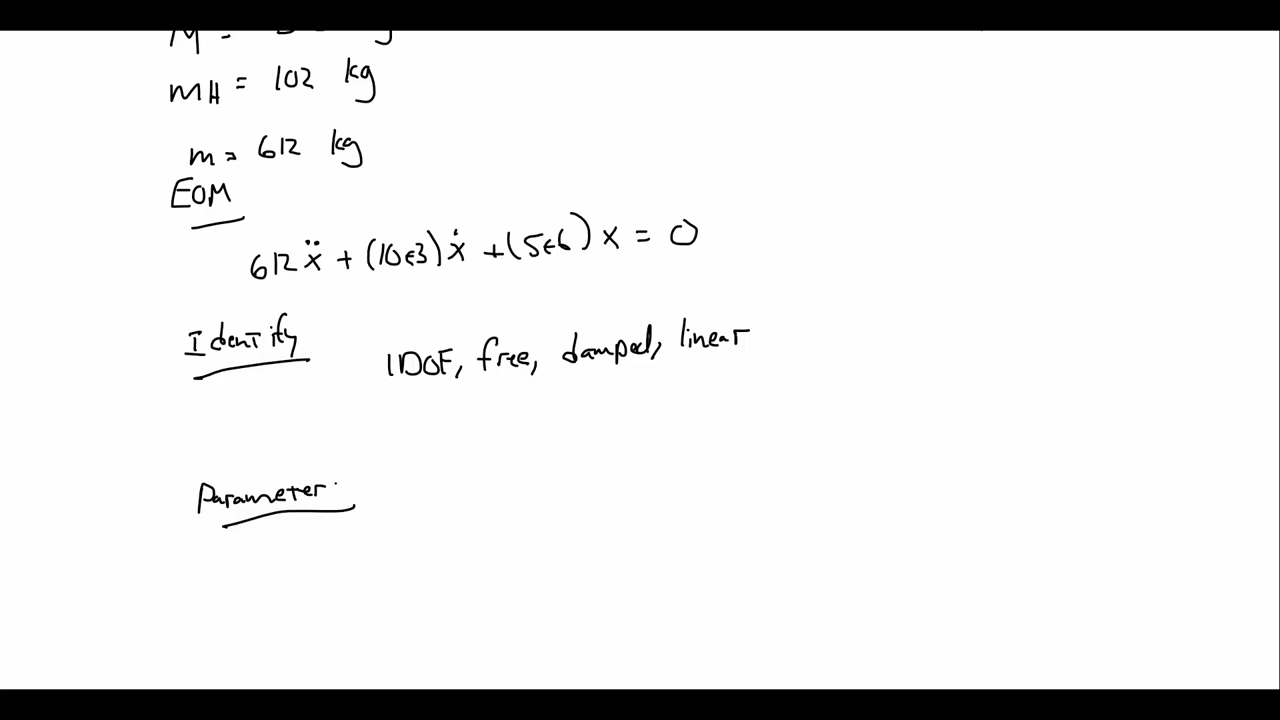 mH = 102 kg
m = 612 kg
EOM
612ẍ + (10e3)ẋ + (5e6)x = 0
Identify
1DOF, free, damped, linear
Parameter